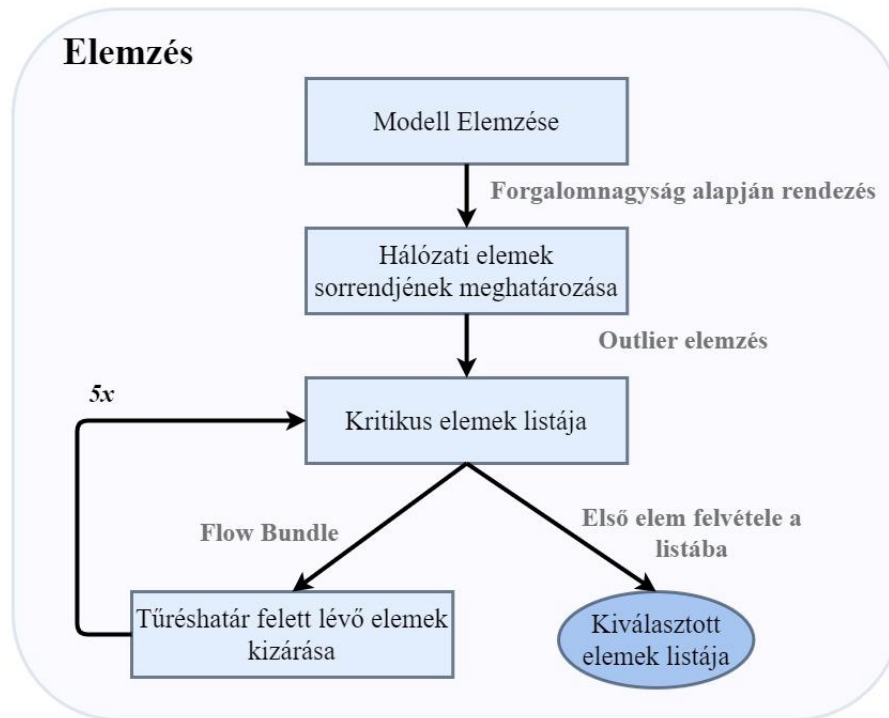 Elemzés
Modell Elemzése
Forgalomnagyság alapján rendezés
Hálózati elemek
sorrendjének meghatározása
Outlier elemzés
5x
Kritikus elemek listája
Flow Bundle
Első elem felvétele a
listába
Tűréshatár felett lévő elemek
kizárása
Kiválasztott
elemek listája